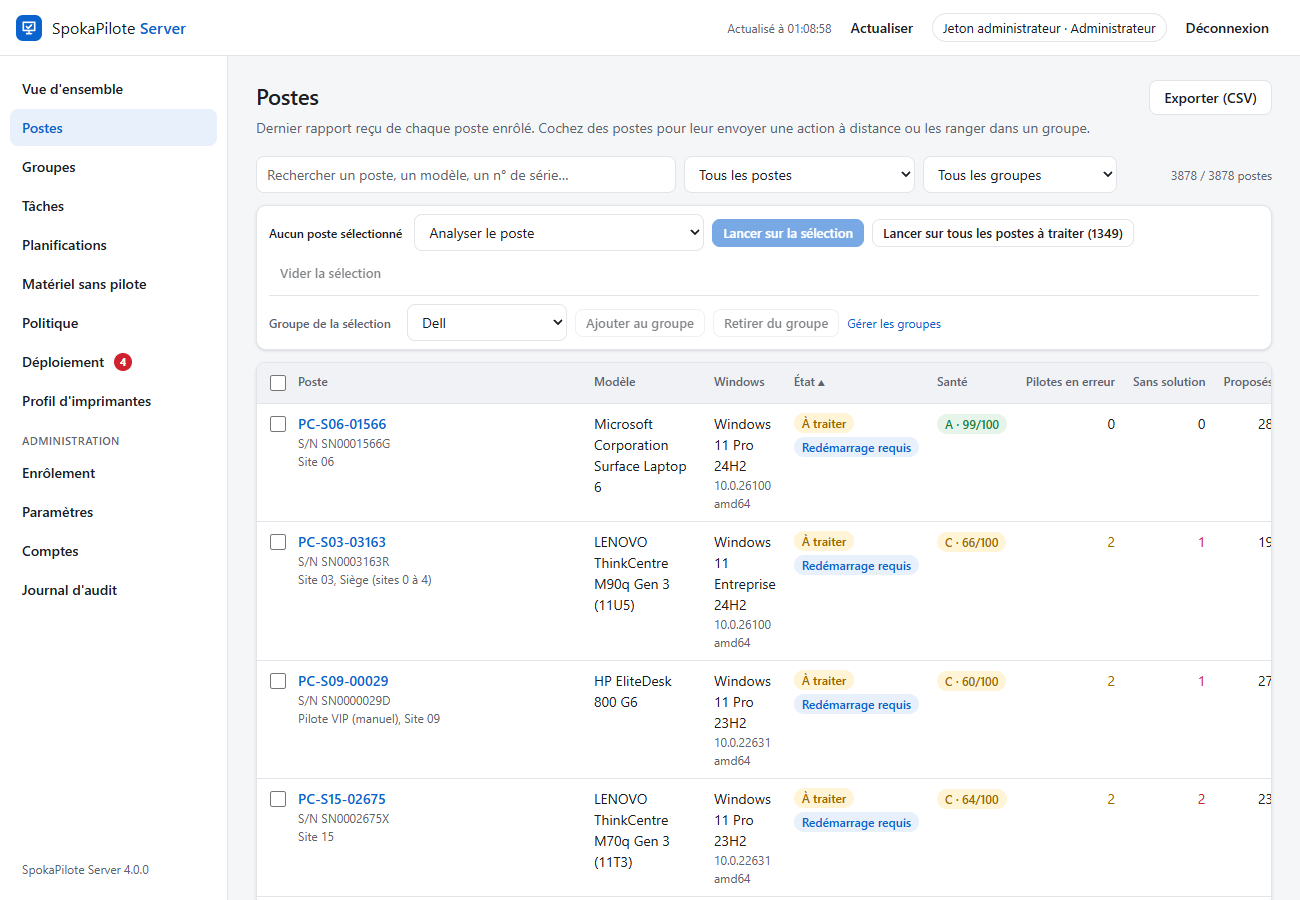 SpokaPilote Server
Actualisé à 01:08:58
Actualiser
Jeton administrateur · Administrateur
Déconnexion
Vue d'ensemble
Postes
Groupes
Tâches
Planifications
Matériel sans pilote
Politique
Déploiement 4
Profil d'imprimantes
ADMINISTRATION
Enrôlement
Paramètres
Comptes
Journal d'audit
SpokaPilote Server 4.0.0
Postes
Exporter (CSV)
Dernier rapport reçu de chaque poste enrôlé. Cochez des postes pour leur envoyer une action à distance ou les ranger dans un groupe.
Rechercher un poste, un modèle, un n° de série…
Tous les postes
Tous les groupes
3878 / 3878 postes
Aucun poste sélectionné
Analyser le poste
Lancer sur la sélection
Lancer sur tous les postes à traiter (1349)
Vider la sélection
Groupe de la sélection
Dell
Ajouter au groupe
Retirer du groupe
Gérer les groupes
Poste Modèle Windows État ▲ Santé Pilotes en erreur Sans solution Proposés
PC-S06-01566
S/N SN0001566G
Site 06
Microsoft
Corporation
Surface Laptop
6
Windows
11 Pro
24H2
10.0.26100
amd64
À traiter
Redémarrage requis
A · 99/100
0
0
28
PC-S03-03163
S/N SN0003163R
Site 03, Siège (sites 0 à 4)
LENOVO
ThinkCentre
M90q Gen 3
(11U5)
Windows
11
Entreprise
24H2
10.0.26100
amd64
À traiter
Redémarrage requis
C · 66/100
2
1
19
PC-S09-00029
S/N SN0000029D
Pilote VIP (manuel), Site 09
HP EliteDesk
800 G6
Windows
11 Pro
23H2
10.0.22631
amd64
À traiter
Redémarrage requis
C · 60/100
2
1
27
PC-S15-02675
S/N SN0002675X
Site 15
LENOVO
ThinkCentre
M70q Gen 3
(11T3)
Windows
11 Pro
23H2
10.0.22631
amd64
À traiter
Redémarrage requis
C · 64/100
2
2
23